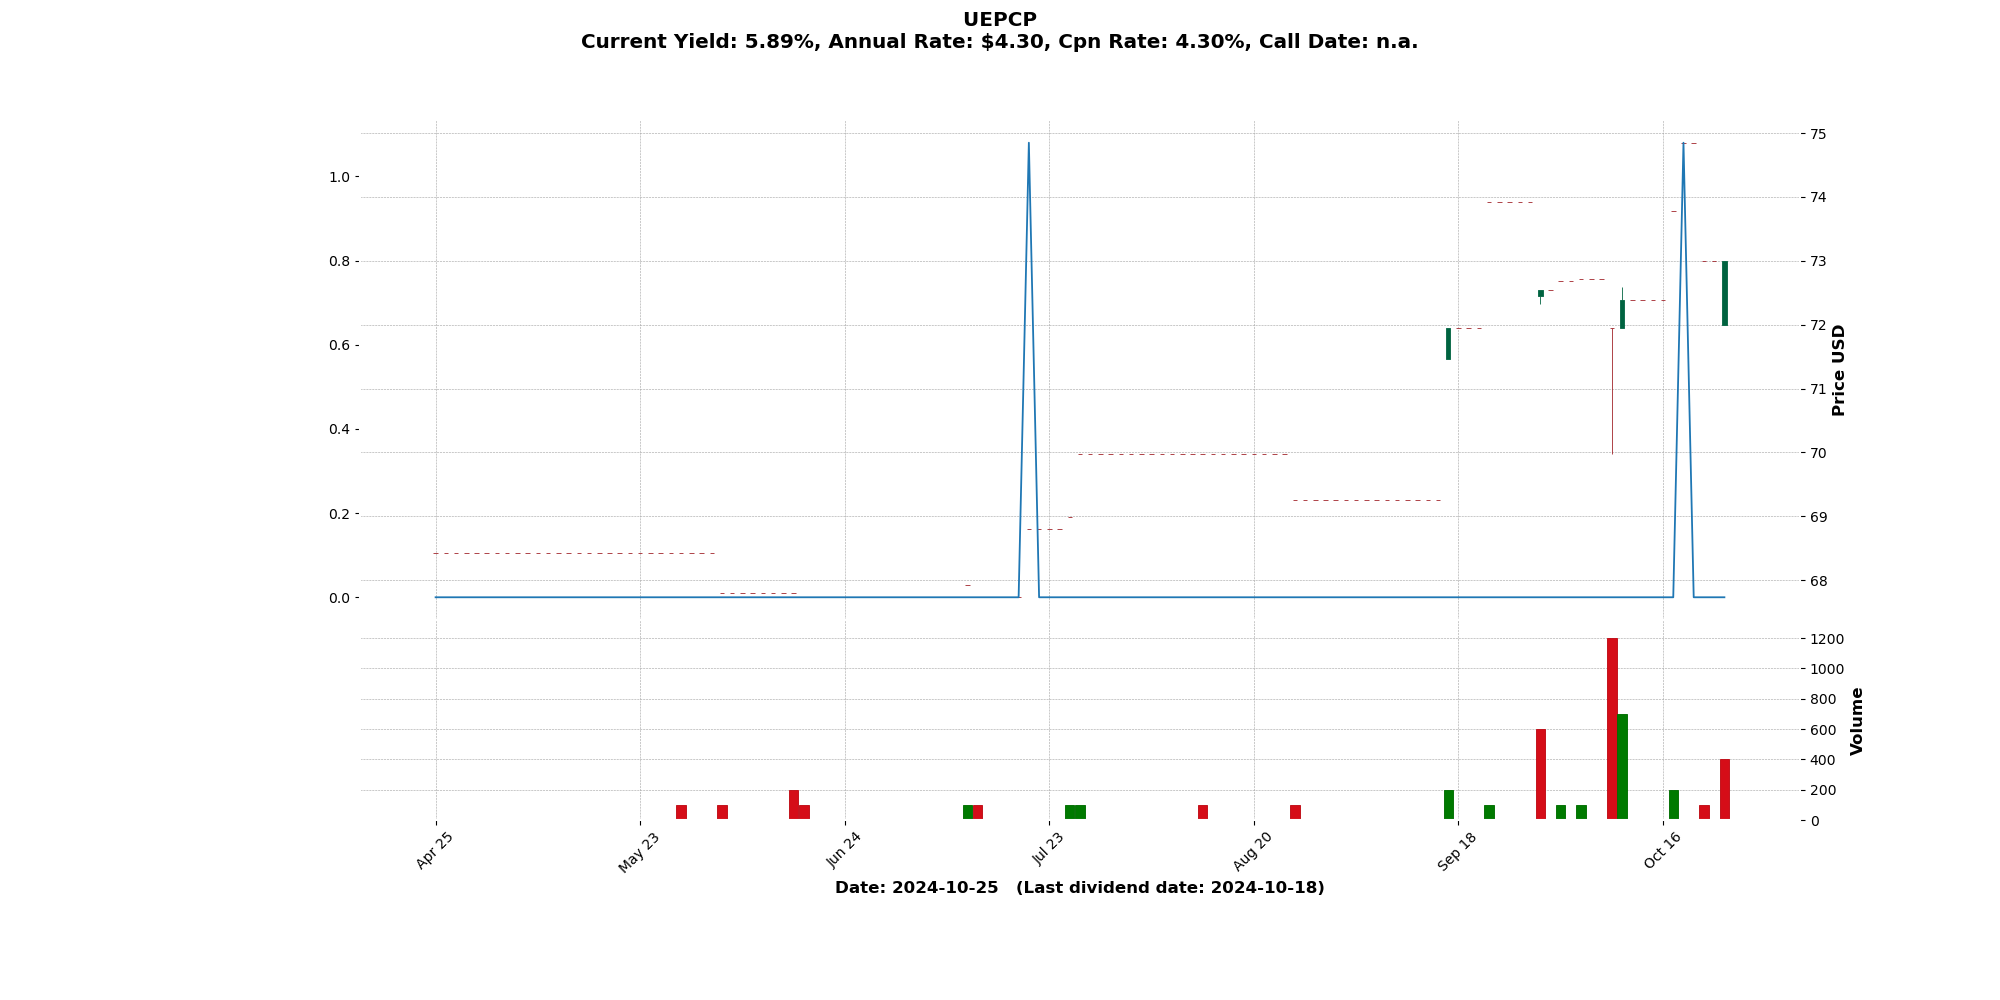 UEPCP
Current Yield: 5.89%, Annual Rate: $4.30, Cpn Rate: 4.30%, Call Date: n.a.
75
1.0
74
0.8
73
72
0.6
Price USD
71
0.4
70
0.2
69
68
0.0
1200
1000
800
Volume
600
400
200
0
Apr 25
May 23
Jun 24
Jul 23
Aug 20
Sep 18
Oct 16
Date: 2024-10-25   (Last dividend date: 2024-10-18)